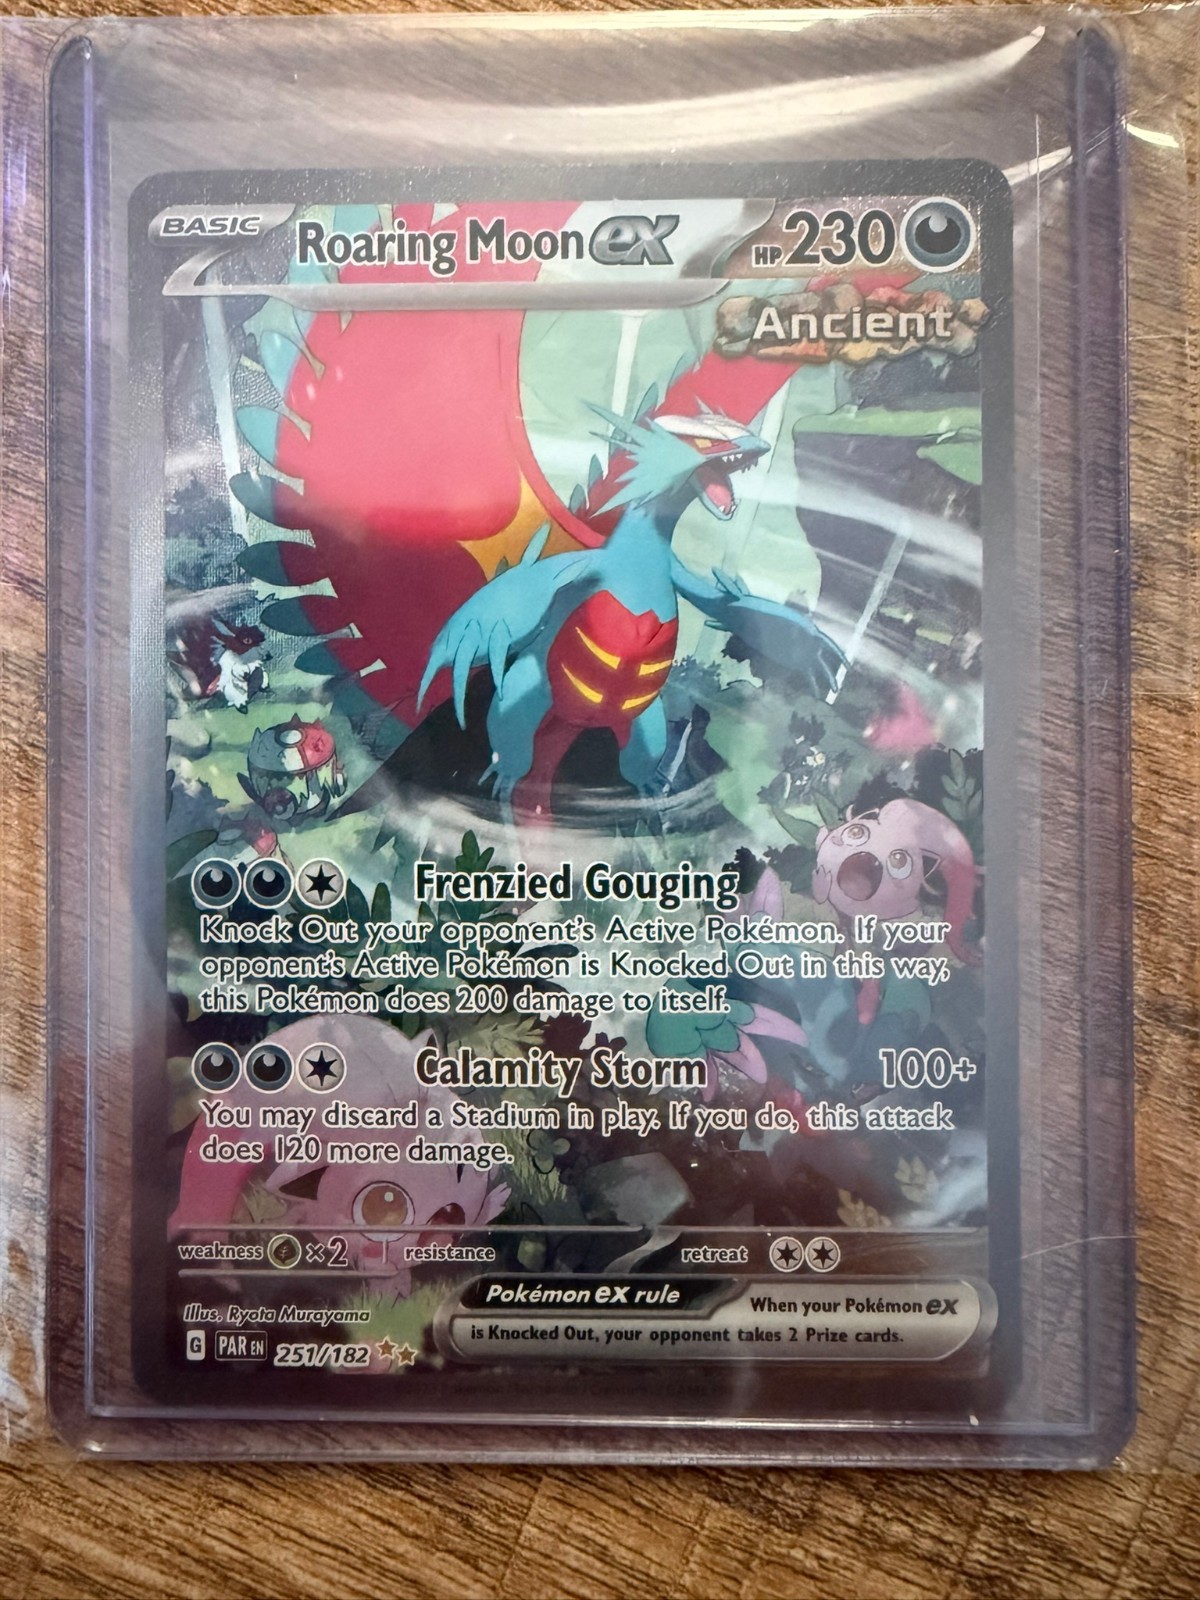 BASIC
Roaring Moon ex
HP 230
Ancient
Frenzied Gouging
Knock Out your opponent's Active Pokémon. If your
opponent's Active Pokémon is Knocked Out in this way,
this Pokémon does 200 damage to itself.
Calamity Storm 100+
You may discard a Stadium in play. If you do, this attack
does 120 more damage.
weakness ×2 resistance retreat
Pokémon ex rule
When your Pokémon ex
is Knocked Out, your opponent takes 2 Prize cards.
Illus. Ryota Murayama
G PAR EN 251/182